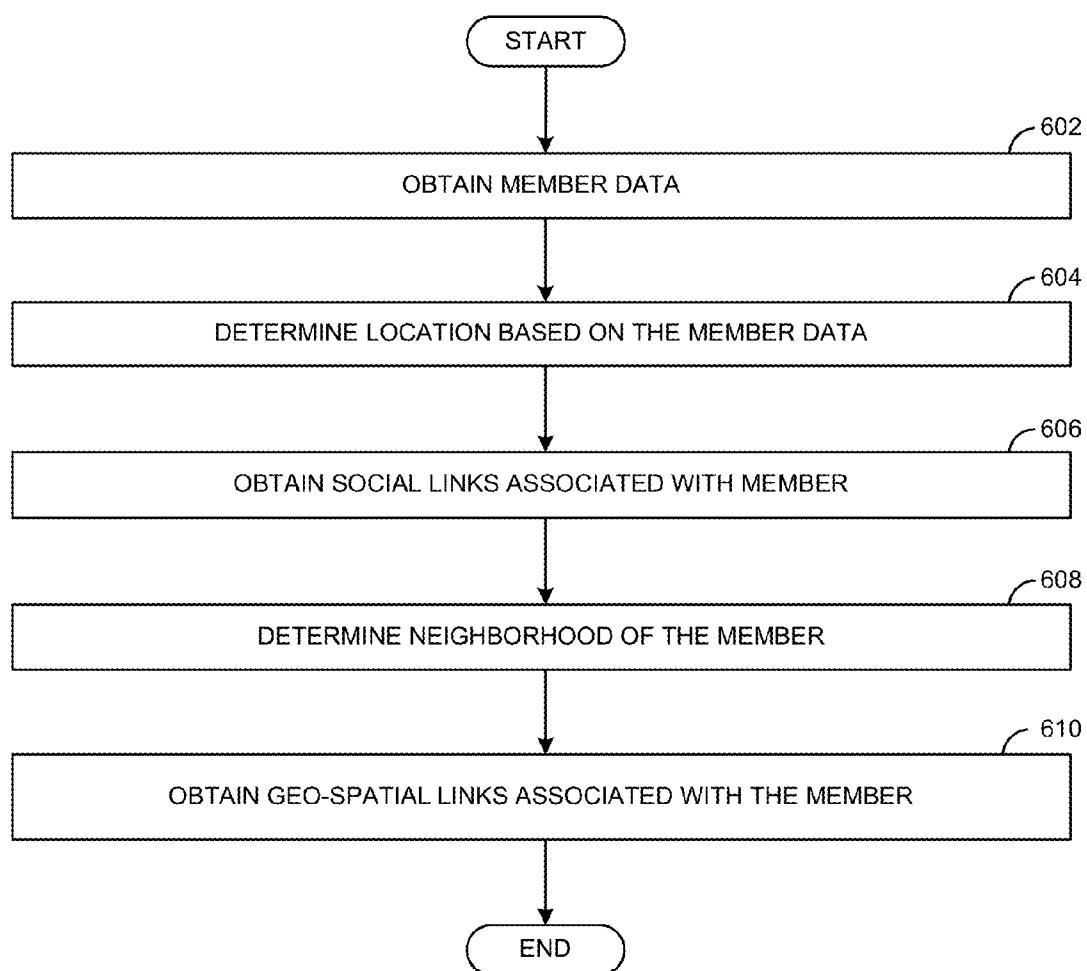 START
602
OBTAIN MEMBER DATA
604
DETERMINE LOCATION BASED ON THE MEMBER DATA
606
OBTAIN SOCIAL LINKS ASSOCIATED WITH MEMBER
608
DETERMINE NEIGHBORHOOD OF THE MEMBER
610
OBTAIN GEO-SPATIAL LINKS ASSOCIATED WITH THE MEMBER
END